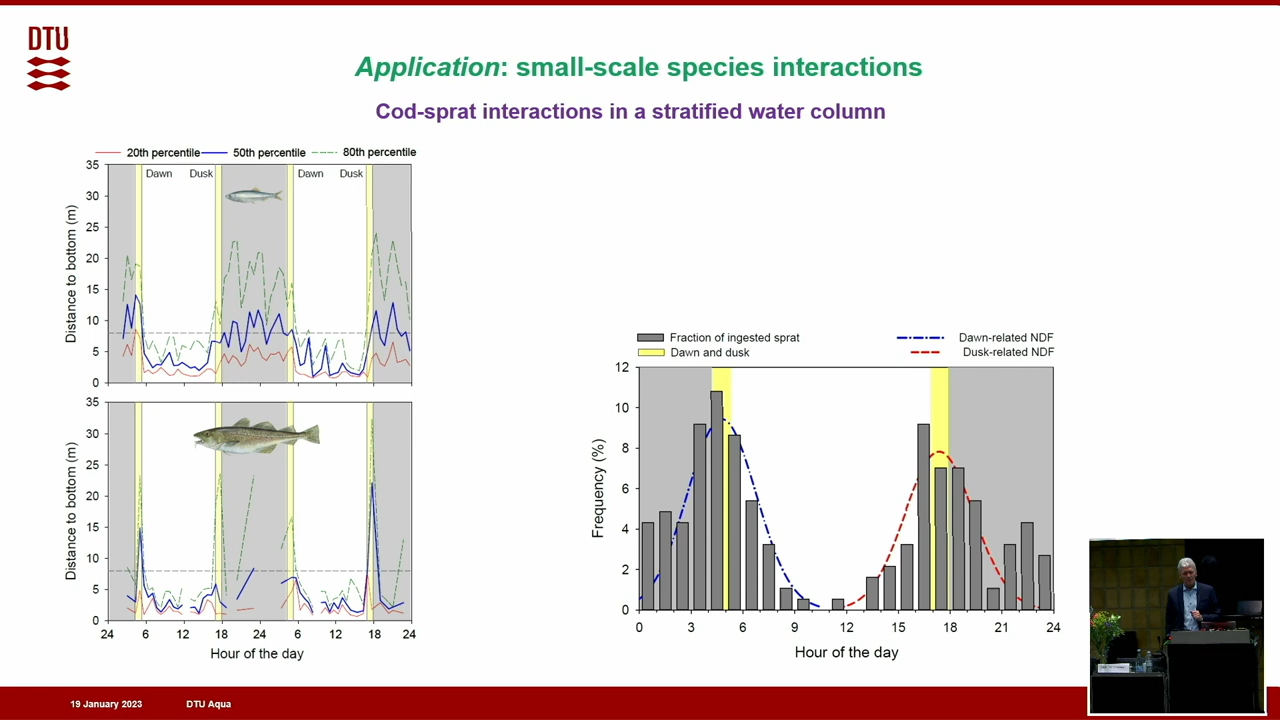 DTU
Application: small-scale species interactions
Cod-sprat interactions in a stratified water column
20th percentile 50th percentile 80th percentile
35
30
25
20
15
10
5
0
Distance to bottom (m)
Dawn Dusk Dawn Dusk
35
30
25
20
15
10
5
0
Distance to bottom (m)
24 6 12 18 24 6 12 18 24
Hour of the day
Fraction of ingested sprat
Dawn and dusk
Dawn-related NDF
Dusk-related NDF
12
10
8
6
4
2
0
Frequency (%)
0 3 6 9 12 15 18 21 24
Hour of the day
19 January 2023 DTU Aqua